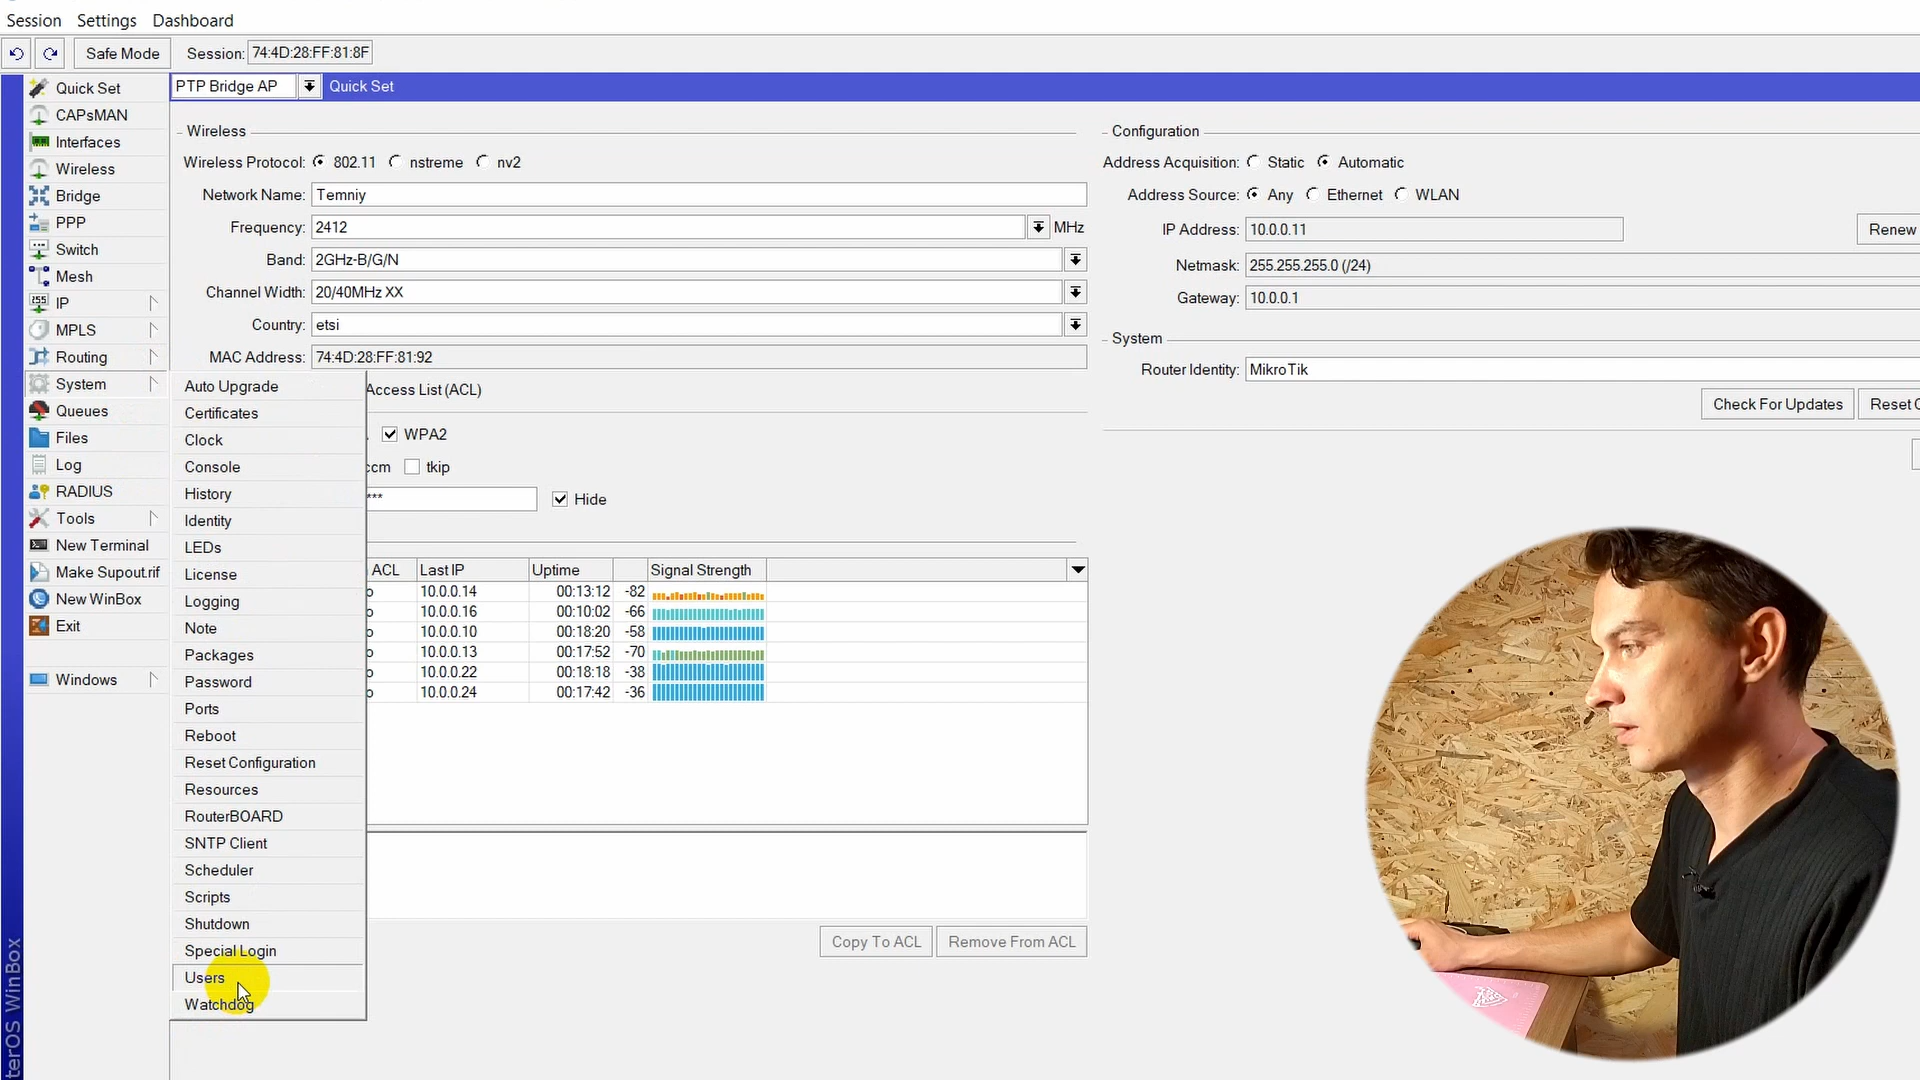 Session Settings Dashboard
Safe Mode Session: 74:4D:28:FF:81:8F
Quick Set
CAPsMAN
Interfaces
Wireless
Bridge
PPP
Switch
Mesh
IP
MPLS
Routing
System
Queues
Files
Log
RADIUS
Tools
New Terminal
Make Supout.rif
New WinBox
Exit
Windows
terOS WinBox
PTP Bridge AP Quick Set
Wireless
Wireless Protocol: 802.11 nstreme nv2
Network Name: Temniy
Frequency: 2412 MHz
Band: 2GHz-B/G/N
Channel Width: 20/40MHz XX
Country: etsi
MAC Address: 74:4D:28:FF:81:92
Access List (ACL)
WPA2
ccm tkip
*** Hide
ACL Last IP Uptime Signal Strength
o 10.0.0.14 00:13:12 -82
o 10.0.0.16 00:10:02 -66
o 10.0.0.10 00:18:20 -58
o 10.0.0.13 00:17:52 -70
o 10.0.0.22 00:18:18 -38
o 10.0.0.24 00:17:42 -36
Copy To ACL Remove From ACL
Auto Upgrade
Certificates
Clock
Console
History
Identity
LEDs
License
Logging
Note
Packages
Password
Ports
Reboot
Reset Configuration
Resources
RouterBOARD
SNTP Client
Scheduler
Scripts
Shutdown
Special Login
Users
Watchdog
Configuration
Address Acquisition: Static Automatic
Address Source: Any Ethernet WLAN
IP Address: 10.0.0.11 Renew
Netmask: 255.255.255.0 (/24)
Gateway: 10.0.0.1
System
Router Identity: MikroTik
Check For Updates Reset C